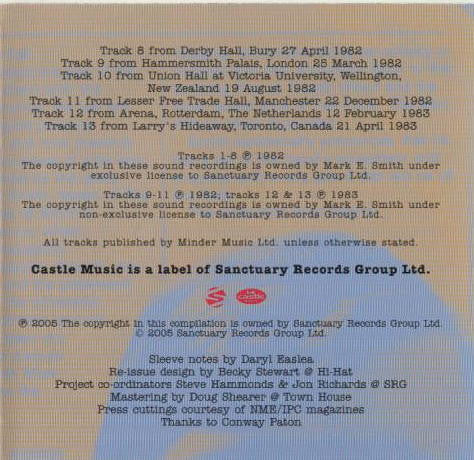 Track 8 from Derby Hall, Bury 27 April 1982
Track 9 from Hammersmith Palais, London 25 March 1982
Track 10 from Union Hall at Victoria University, Wellington,
New Zealand 19 August 1982
Track 11 from Lesser Free Trade Hall, Manchester 22 December 1982
Track 12 from Arena, Rotterdam, The Netherlands 12 February 1983
Track 13 from Larry's Hideaway, Toronto, Canada 21 April 1983
Tracks 1-8 ℗ 1982
The copyright in these sound recordings is owned by Mark E. Smith under
exclusive license to Sanctuary Records Group Ltd.
Tracks 9-11 ℗ 1982; tracks 12 & 13 ℗ 1983
The copyright in these sound recordings is owned by Mark E. Smith under
non-exclusive license to Sanctuary Records Group Ltd.
All tracks published by Minder Music Ltd. unless otherwise stated.
Castle Music is a label of Sanctuary Records Group Ltd.
castle
℗ 2005 The copyright in this compilation is owned by Sanctuary Records Group Ltd.
© 2005 Sanctuary Records Group Ltd.
Sleeve notes by Daryl Easlea
Re-issue design by Becky Stewart @ Hi-Hat
Project co-ordinators Steve Hammonds & Jon Richards @ SRG
Mastering by Doug Shearer @ Town House
Press cuttings courtesy of NME/IPC magazines
Thanks to Conway Paton